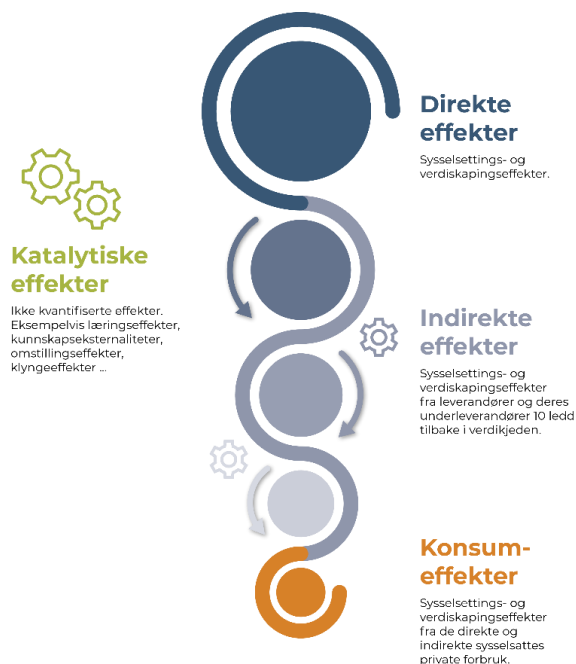 Direkte
effekter
Sysselsettings- og
verdiskapingseffekter.
Katalytiske
effekter
Ikke kvantifiserte effekter.
Eksempelvis læringseffekter,
kunnskapseksternaliteter,
omstillingseffekter,
klyngeeffekter ...
Indirekte
effekter
Sysselsettings- og
verdiskapingseffekter
fra leverandører og deres
underleverandører 10 ledd
tilbake i verdikjeden.
Konsum-
effekter
Sysselsettings- og
verdiskapingseffekter
fra de direkte og
indirekte sysselsattes
private forbruk.